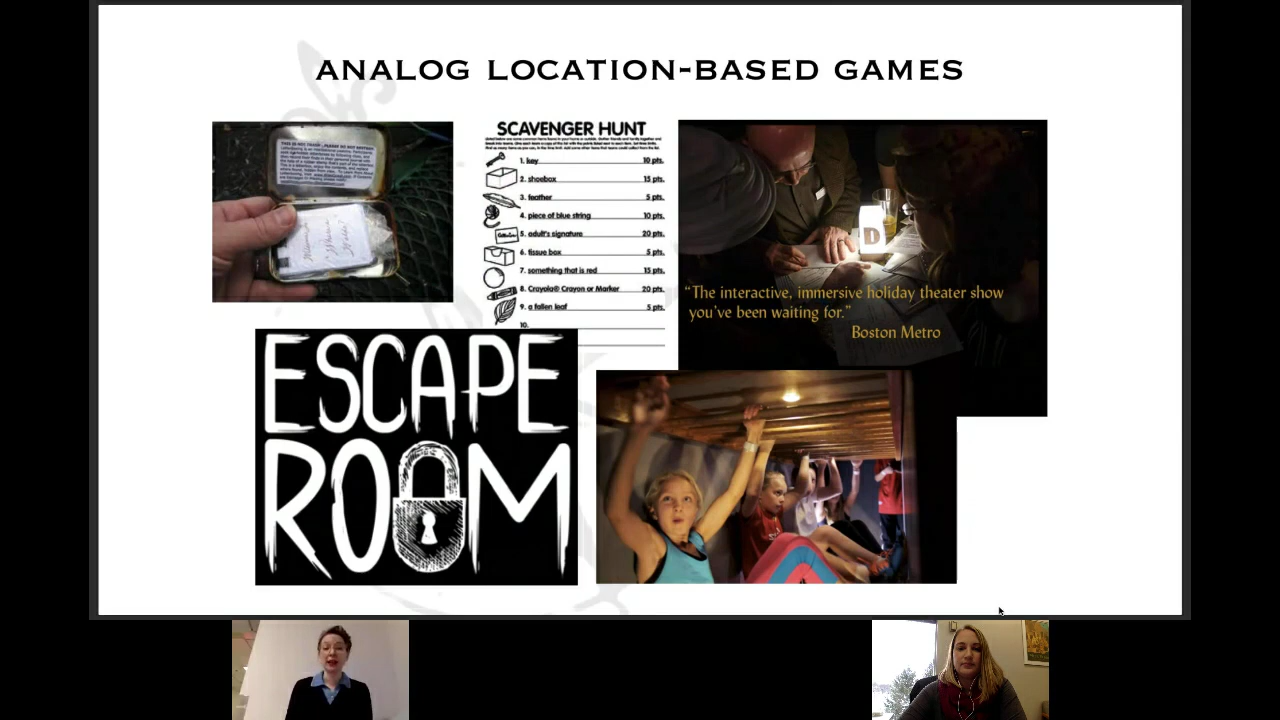 ANALOG LOCATION-BASED GAMES
SCAVENGER HUNT
1. key 10 pts.
2. shoebox 15 pts.
3. feather 5 pts.
4. piece of blue string 10 pts.
5. adult's signature 20 pts.
6. tissue box 5 pts.
7. something that is red 15 pts.
8. Crayola® Crayon or Marker 20 pts.
9. a fallen leaf 5 pts.
10.
D
"The interactive, immersive holiday theater show
you've been waiting for."
Boston Metro
ESCAPE
ROOM